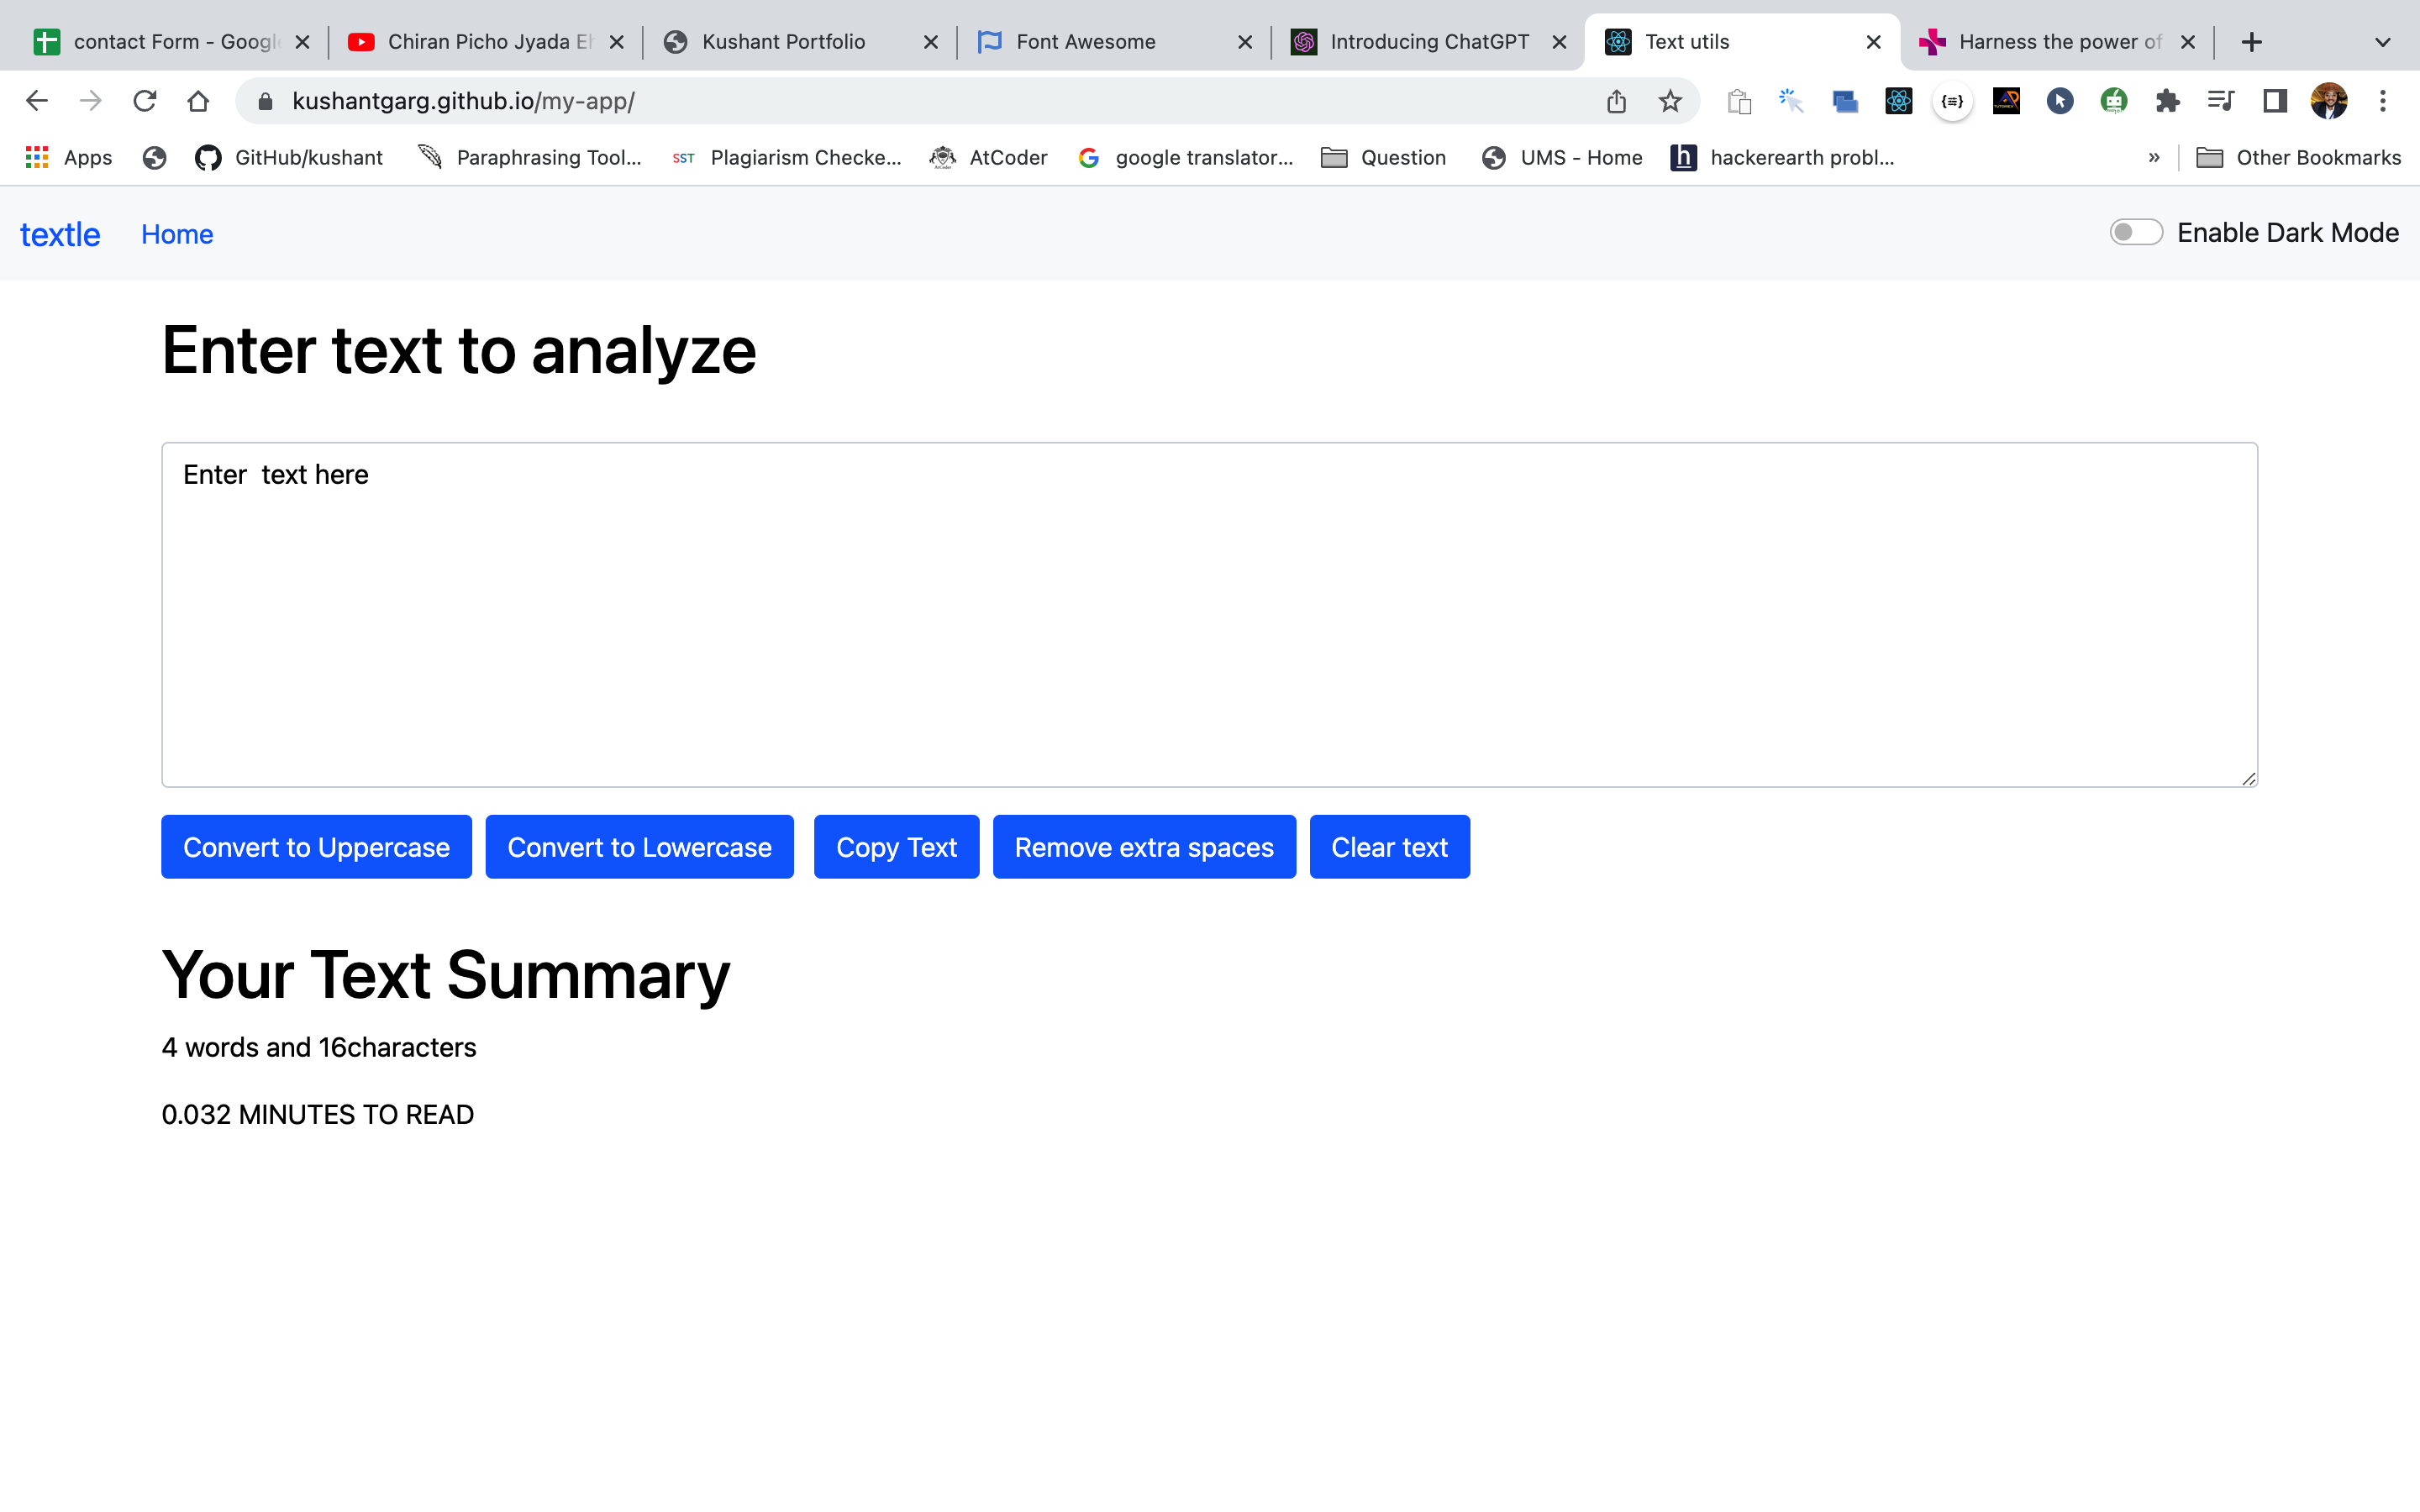 contact Form - Google
Chiran Picho Jyada
Kushant Portfolio
Font Awesome
Introducing ChatGPT
Text utils
Harness the power of
kushantgarg.github.io/my-app/
Apps
GitHub/kushant
Paraphrasing Tool...
SST
Plagiarism Checke...
AtCoder
google translator...
Question
UMS - Home
hackerearth probl...
»
Other Bookmarks
textle
Home
Enable Dark Mode
Enter text to analyze
Enter  text here
Convert to Uppercase
Convert to Lowercase
Copy Text
Remove extra spaces
Clear text
Your Text Summary
4 words and 16characters
0.032 MINUTES TO READ